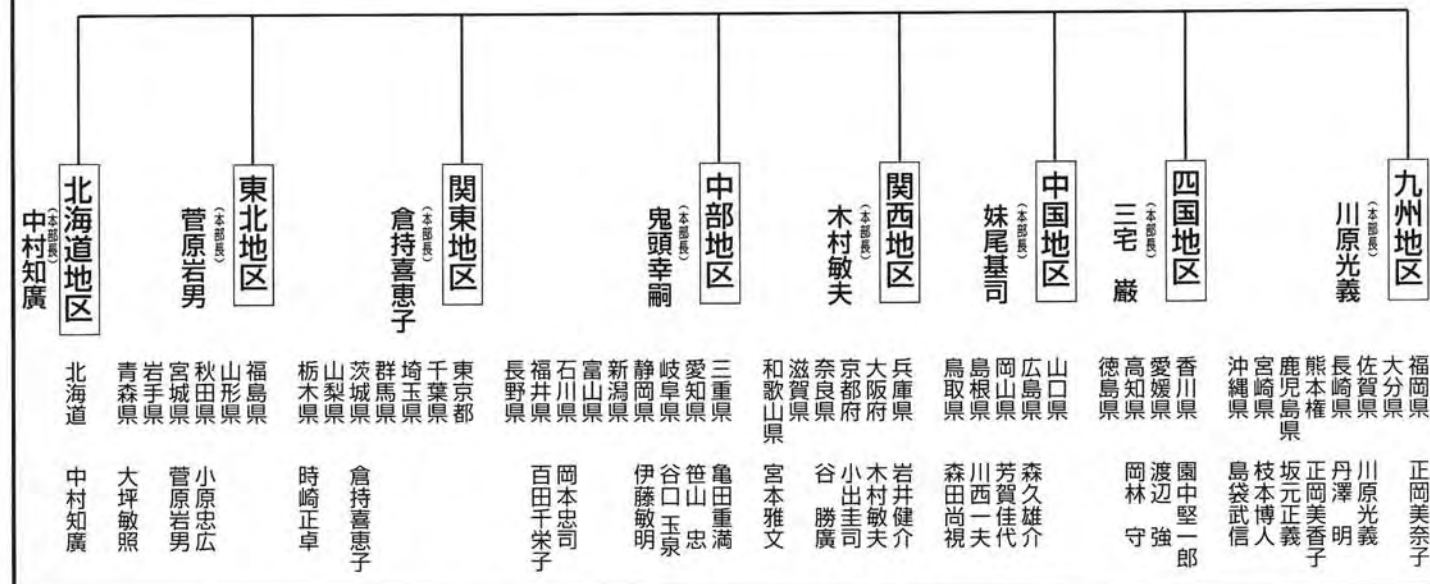 九州地区
（本部長）
川原光義
福岡県 正岡美奈子
大分県
佐賀県 川原光義
長崎県 丹澤 明
熊本権 正岡美香子
鹿児島県 坂元正義
宮崎県 枝本博人
沖縄県 島袋武信
四国地区
（本部長）
三宅 巌
香川県 園中堅一郎
愛媛県 渡辺 強
高知県 岡林 守
徳島県
中国地区
（本部長）
妹尾基司
山口県
広島県 森久雄介
岡山県 芳賀佳代
島根県 川西一夫
鳥取県 森田尚視
関西地区
（本部長）
木村敏夫
兵庫県 岩井健介
大阪府 木村敏夫
京都府 小出圭司
奈良県 谷 勝廣
滋賀県
和歌山県 宮本雅文
中部地区
（本部長）
鬼頭幸嗣
三重県 亀田重満
愛知県 笹山 忠
岐阜県 谷口玉泉
静岡県 伊藤敏明
新潟県
富山県
石川県 岡本忠司
福井県 百田千栄子
長野県
関東地区
（本部長）
倉持喜恵子
東京都
千葉県
埼玉県
群馬県
茨城県 倉持喜恵子
山梨県
栃木県 時崎正卓
東北地区
（本部長）
菅原岩男
福島県
山形県
秋田県 小原忠広
宮城県 菅原岩男
岩手県
青森県 大坪敏照
北海道地区
（本部長）
中村知廣
北海道 中村知廣